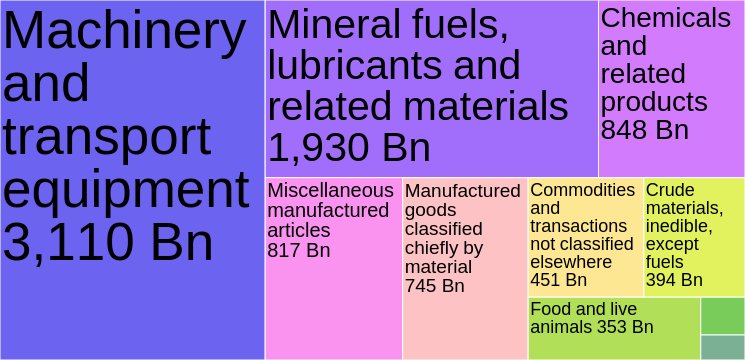 Machinery
and
transport
equipment
3,110 Bn
Mineral fuels,
lubricants and
related materials
1,930 Bn
Chemicals
and
related
products
848 Bn
Miscellaneous
manufactured
articles
817 Bn
Manufactured
goods
classified
chiefly by
material
745 Bn
Commodities
and
transactions
not classified
elsewhere
451 Bn
Crude
materials,
inedible,
except
fuels
394 Bn
Food and live
animals 353 Bn